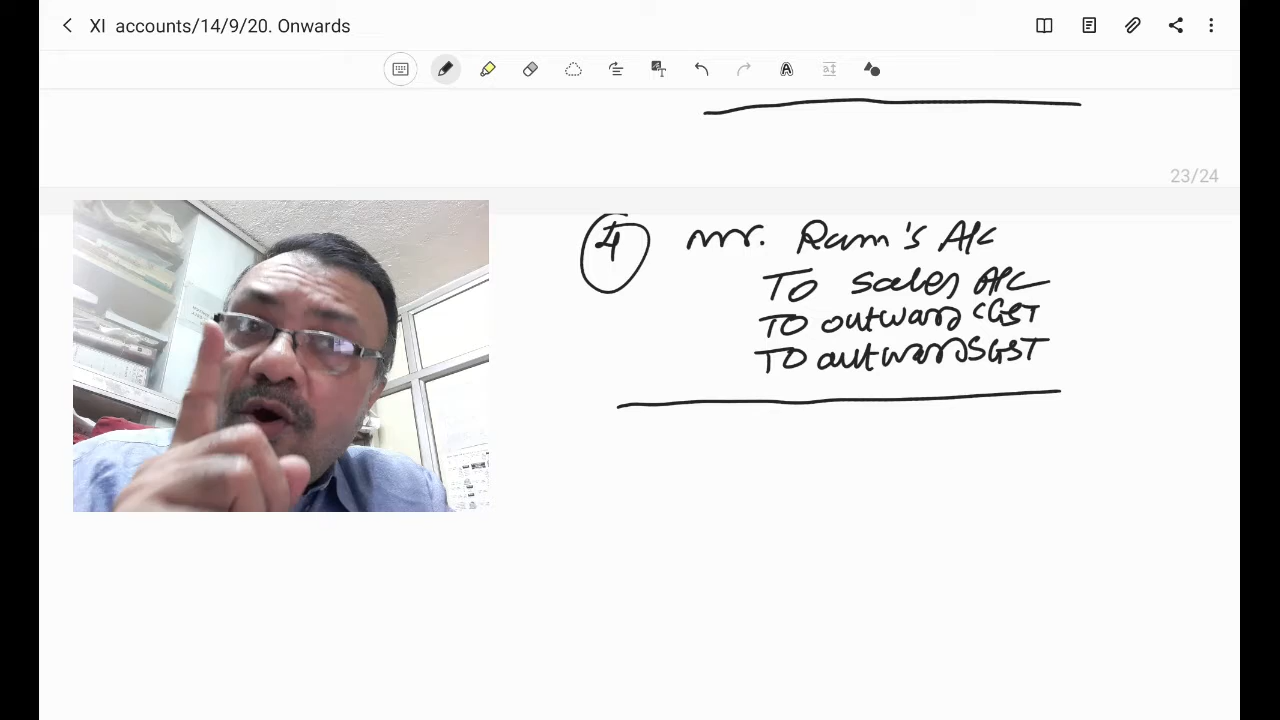 XI accounts/14/9/20. Onwards
23/24
4 Mr. Ram's A/c
To Sales A/c
To outward CGST
To outward SGST